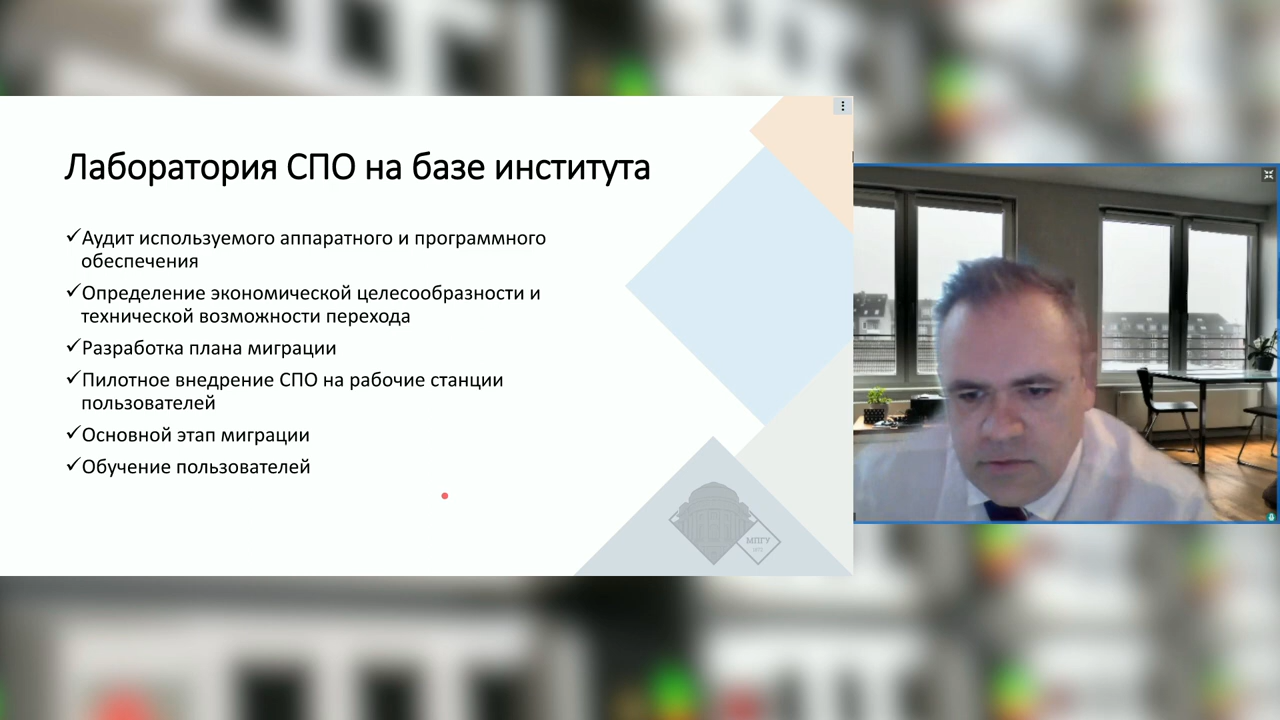 Лаборатория СПО на базе института
✓Аудит используемого аппаратного и программного
обеспечения
✓Определение экономической целесообразности и
технической возможности перехода
✓Разработка плана миграции
✓Пилотное внедрение СПО на рабочие станции
пользователей
✓Основной этап миграции
✓Обучение пользователей
МПГУ